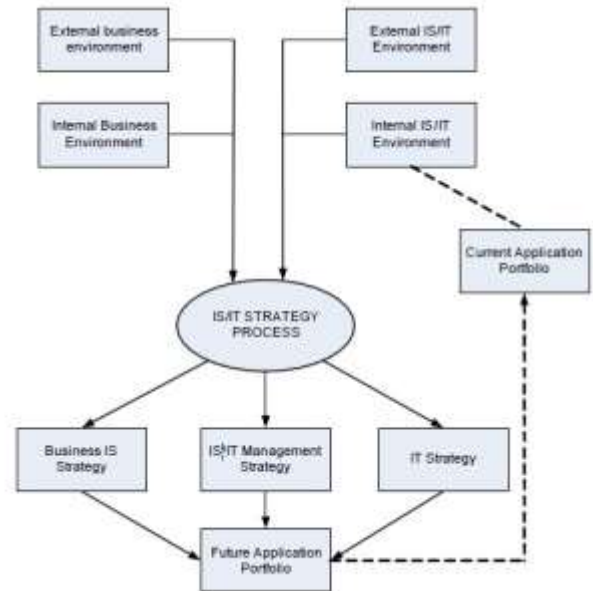 External business
environment
External IS/IT
Environment
Internal Business
Environment
Internal IS/IT
Environment
Current Application
Portfolio
IS/IT STRATEGY
PROCESS
Business IS
Strategy
IS/IT Management
Strategy
IT Strategy
Future Application
Portfolio